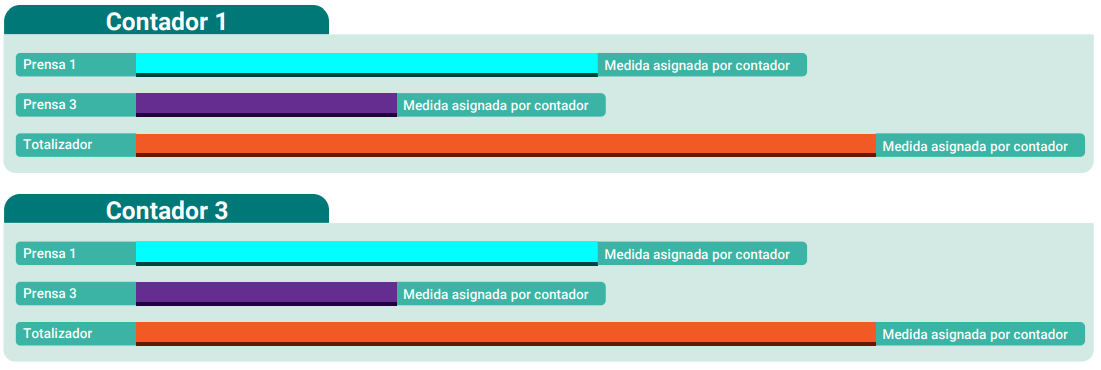 Contador 1
Prensa 1 Medida asignada por contador
Prensa 3 Medida asignada por contador
Totalizador Medida asignada por contador
Contador 3
Prensa 1 Medida asignada por contador
Prensa 3 Medida asignada por contador
Totalizador Medida asignada por contador